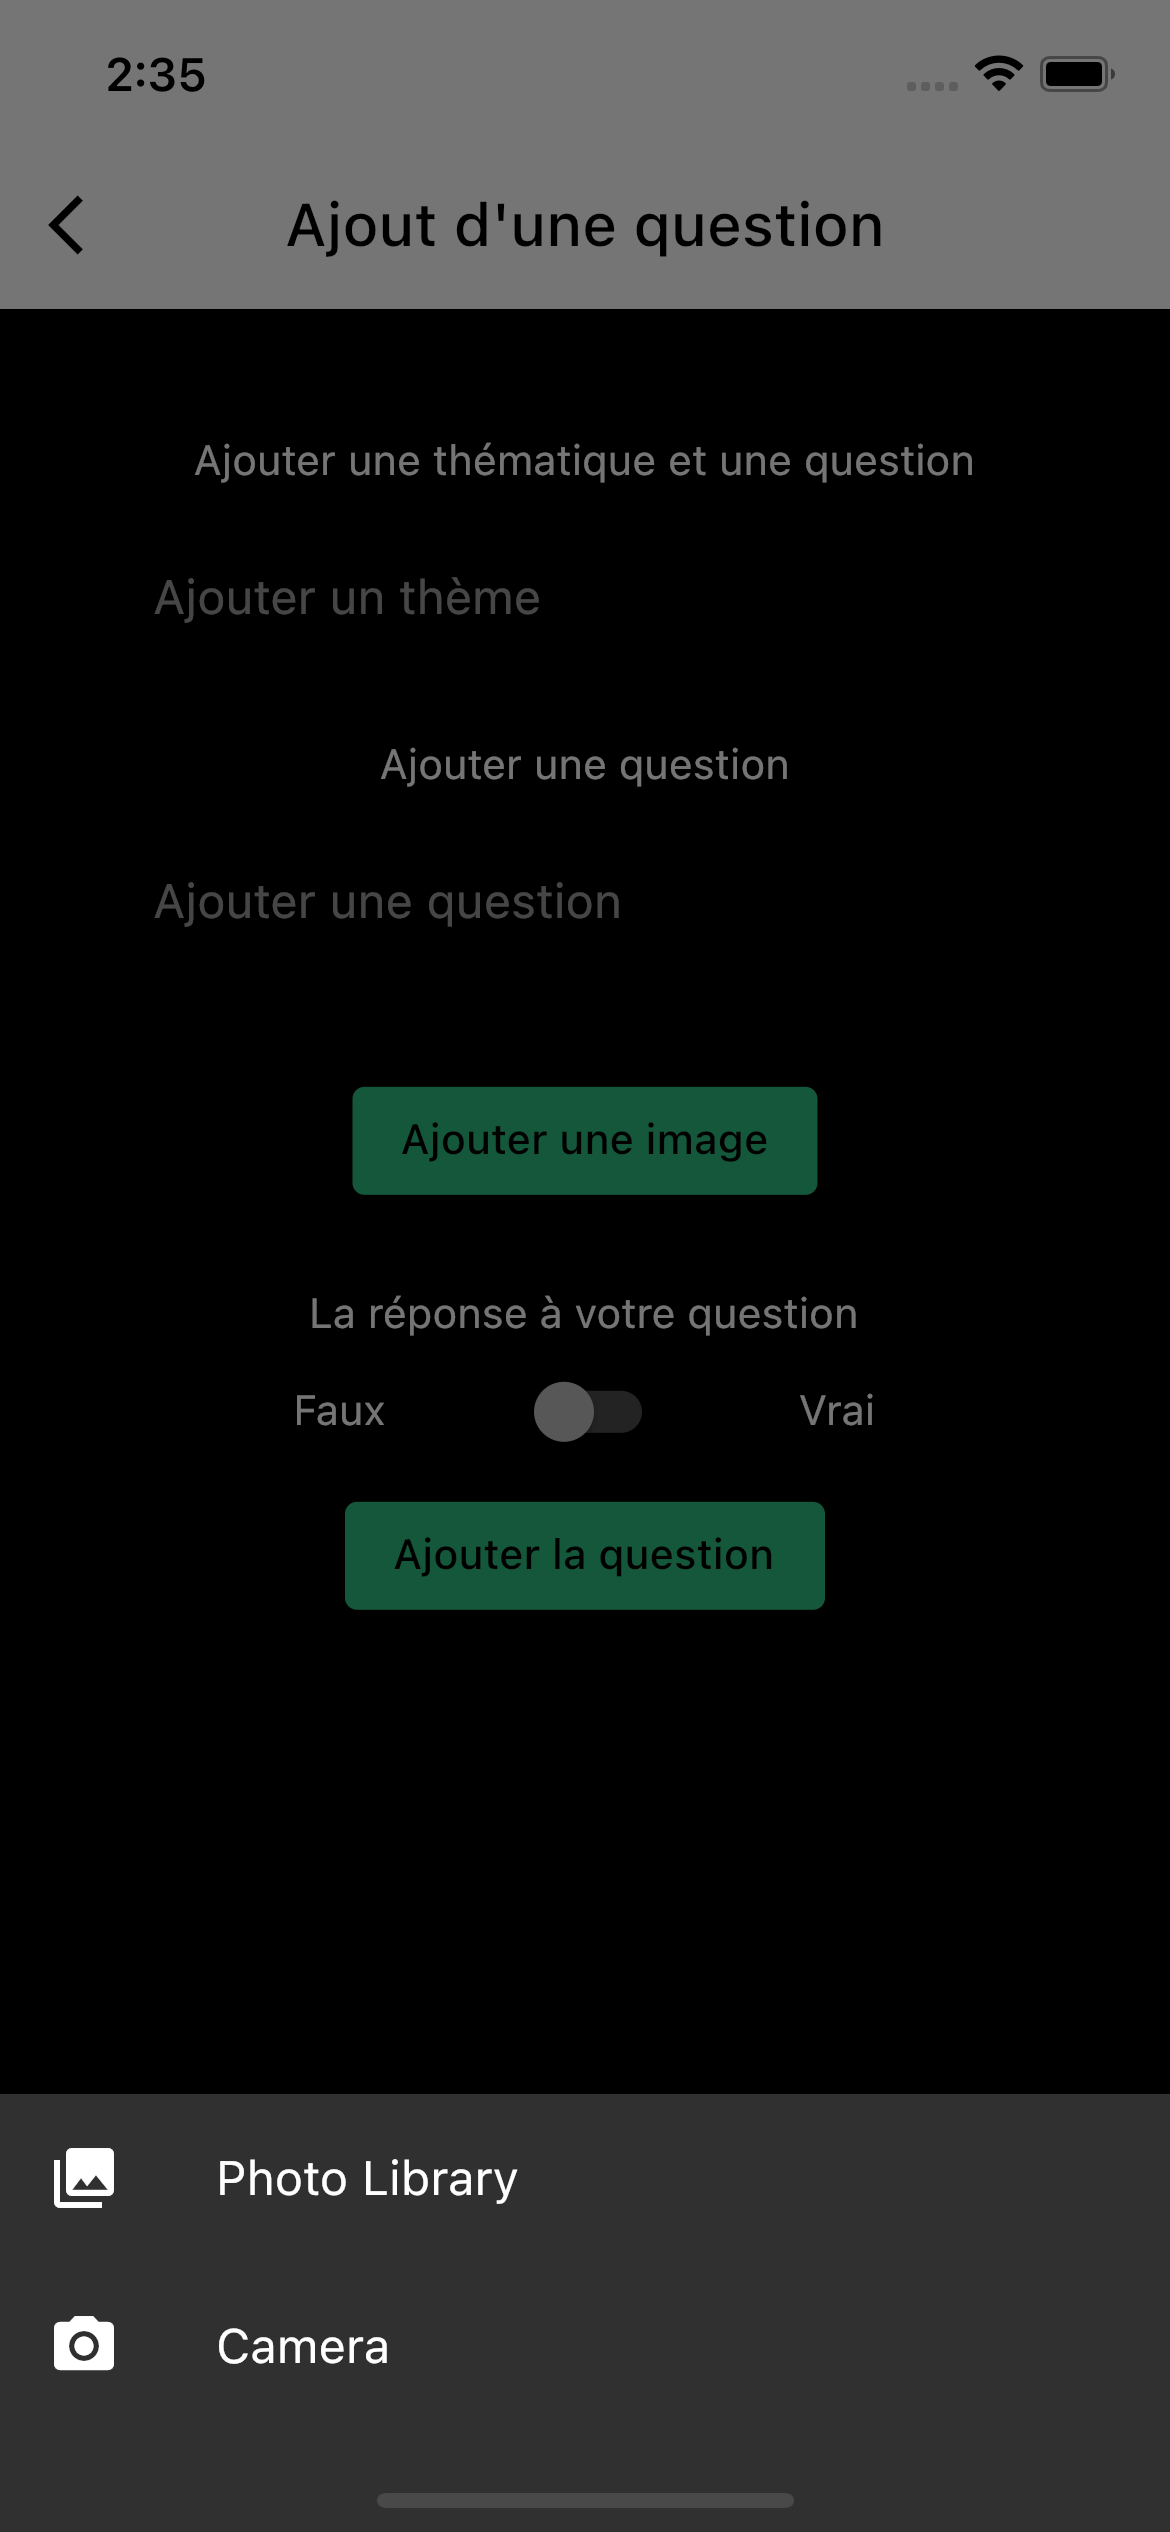 2:35
Ajout d'une question
Ajouter une thématique et une question
Ajouter un thème
Ajouter une question
Ajouter une question
Ajouter une image
La réponse à votre question
Faux Vrai
Ajouter la question
Photo Library
Camera